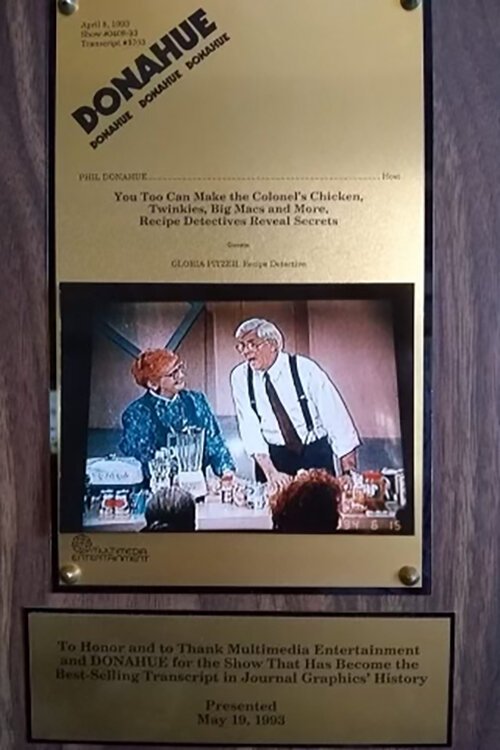 April 8, 1993
Show #0408-93
Transcript #3703
DONAHUE
DONAHUE DONAHUE DONAHUE
PHIL DONAHUE Host
You Too Can Make the Colonel's Chicken,
Twinkies, Big Macs and More,
Recipe Detectives Reveal Secrets
Guests
GLORIA PITZER, Recipe Detective
94 6 15
MULTIMEDIA
ENTERTAINMENT
To Honor and to Thank Multimedia Entertainment
and DONAHUE for the Show That Has Become the
Best-Selling Transcript in Journal Graphics' History
Presented
May 19, 1993